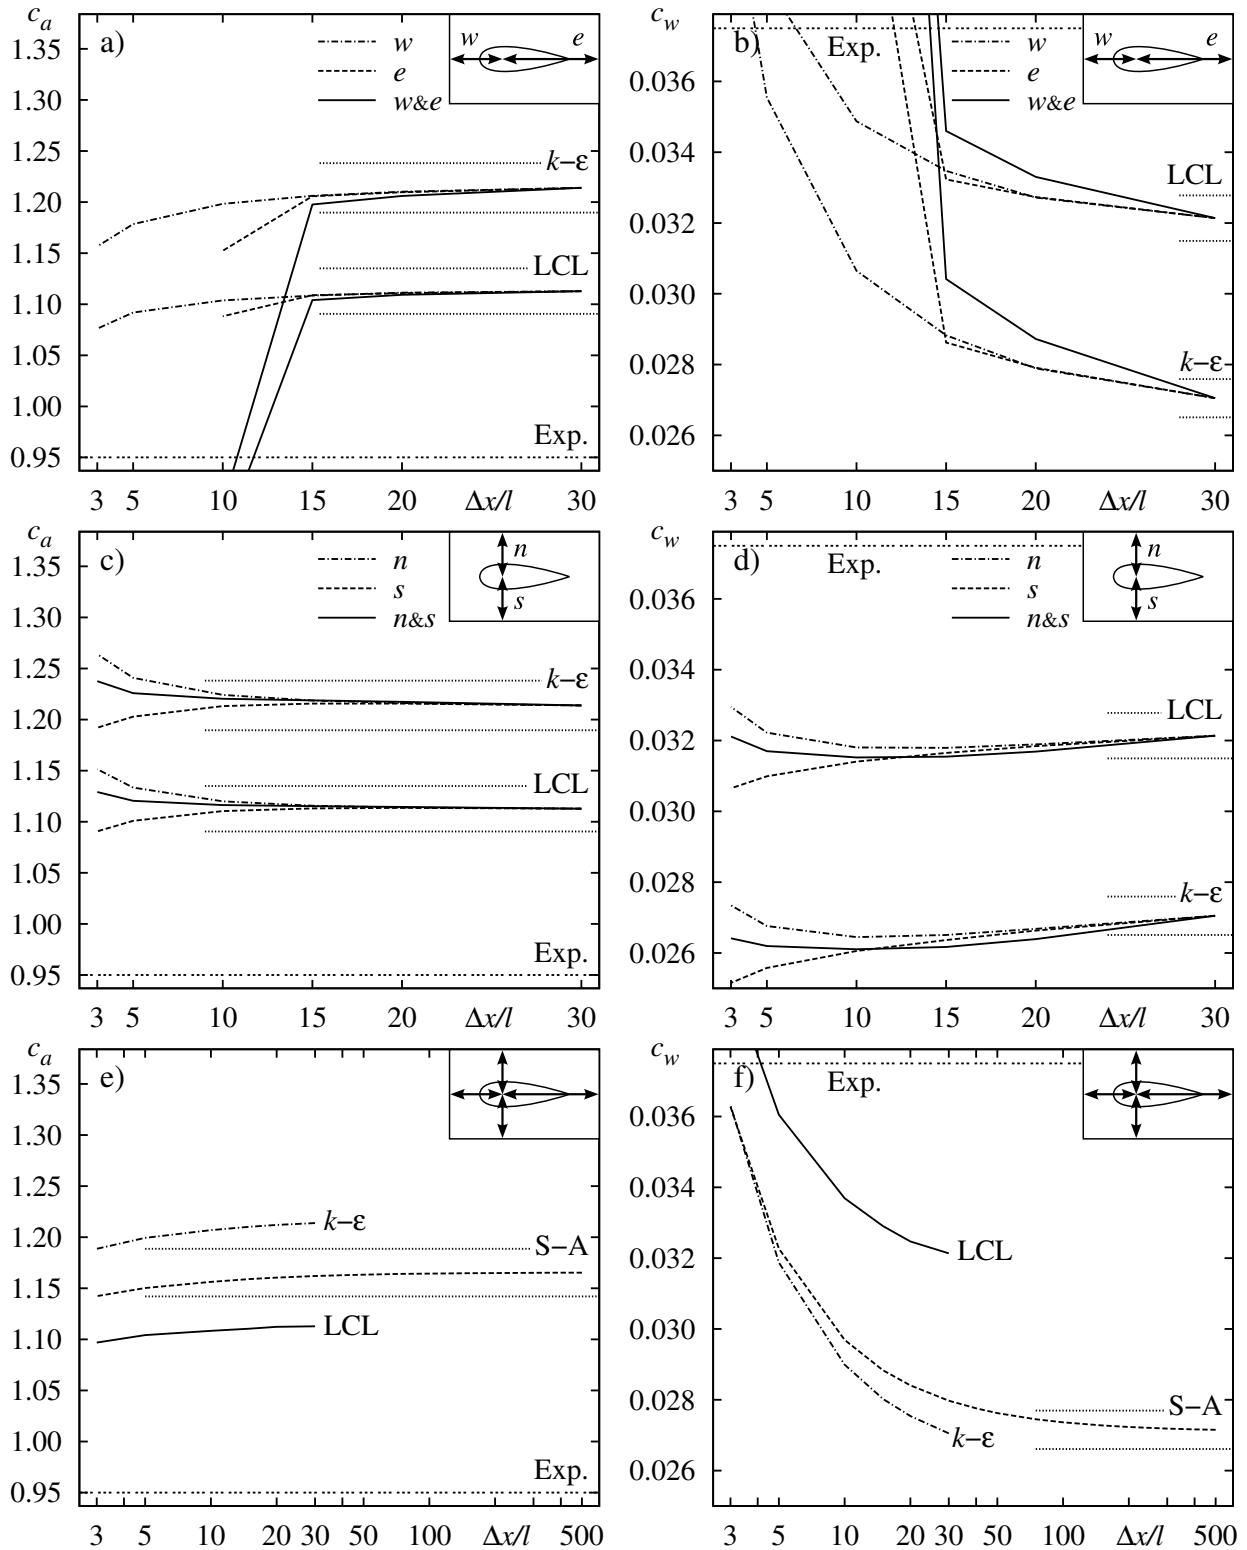 c_a
a)
1.35
1.30
1.25
1.20
1.15
1.10
1.05
1.00
0.95
w
e
w&e
w e
k−ε
LCL
Exp.
3 5 10 15 20 Δx/l 30
c_w
b)
0.036
0.034
0.032
0.030
0.028
0.026
Exp.
w
e
w&e
w e
LCL
k−ε
3 5 10 15 20 Δx/l 30
c_a
c)
1.35
1.30
1.25
1.20
1.15
1.10
1.05
1.00
0.95
n
s
n&s
n
s
k−ε
LCL
Exp.
3 5 10 15 20 Δx/l 30
c_w
d)
0.036
0.034
0.032
0.030
0.028
0.026
Exp.
n
s
n&s
n
s
LCL
k−ε
3 5 10 15 20 Δx/l 30
c_a
e)
1.35
1.30
1.25
1.20
1.15
1.10
1.05
1.00
0.95
k−ε
S−A
LCL
Exp.
3 5 10 20 30 50 100 Δx/l 500
c_w
f)
0.036
0.034
0.032
0.030
0.028
0.026
Exp.
LCL
S−A
k−ε
3 5 10 20 30 50 100 Δx/l 500